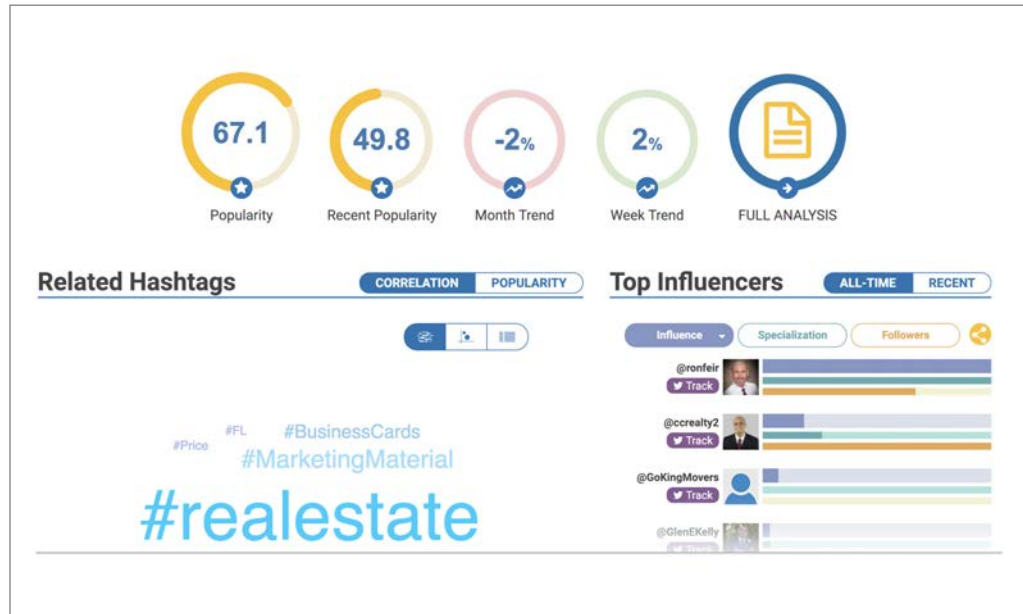 67.1
49.8
-2%
2%
Popularity
Recent Popularity
Month Trend
Week Trend
FULL ANALYSIS
Related Hashtags
CORRELATION
POPULARITY
#FL
#BusinessCards
#Price
#MarketingMaterial
#realestate
Top Influencers
ALL-TIME
RECENT
Influence
Specialization
Followers
@ronfeir
Track
@ccrealty2
Track
@GoKingMovers
Track
@GlenEKelly
Track